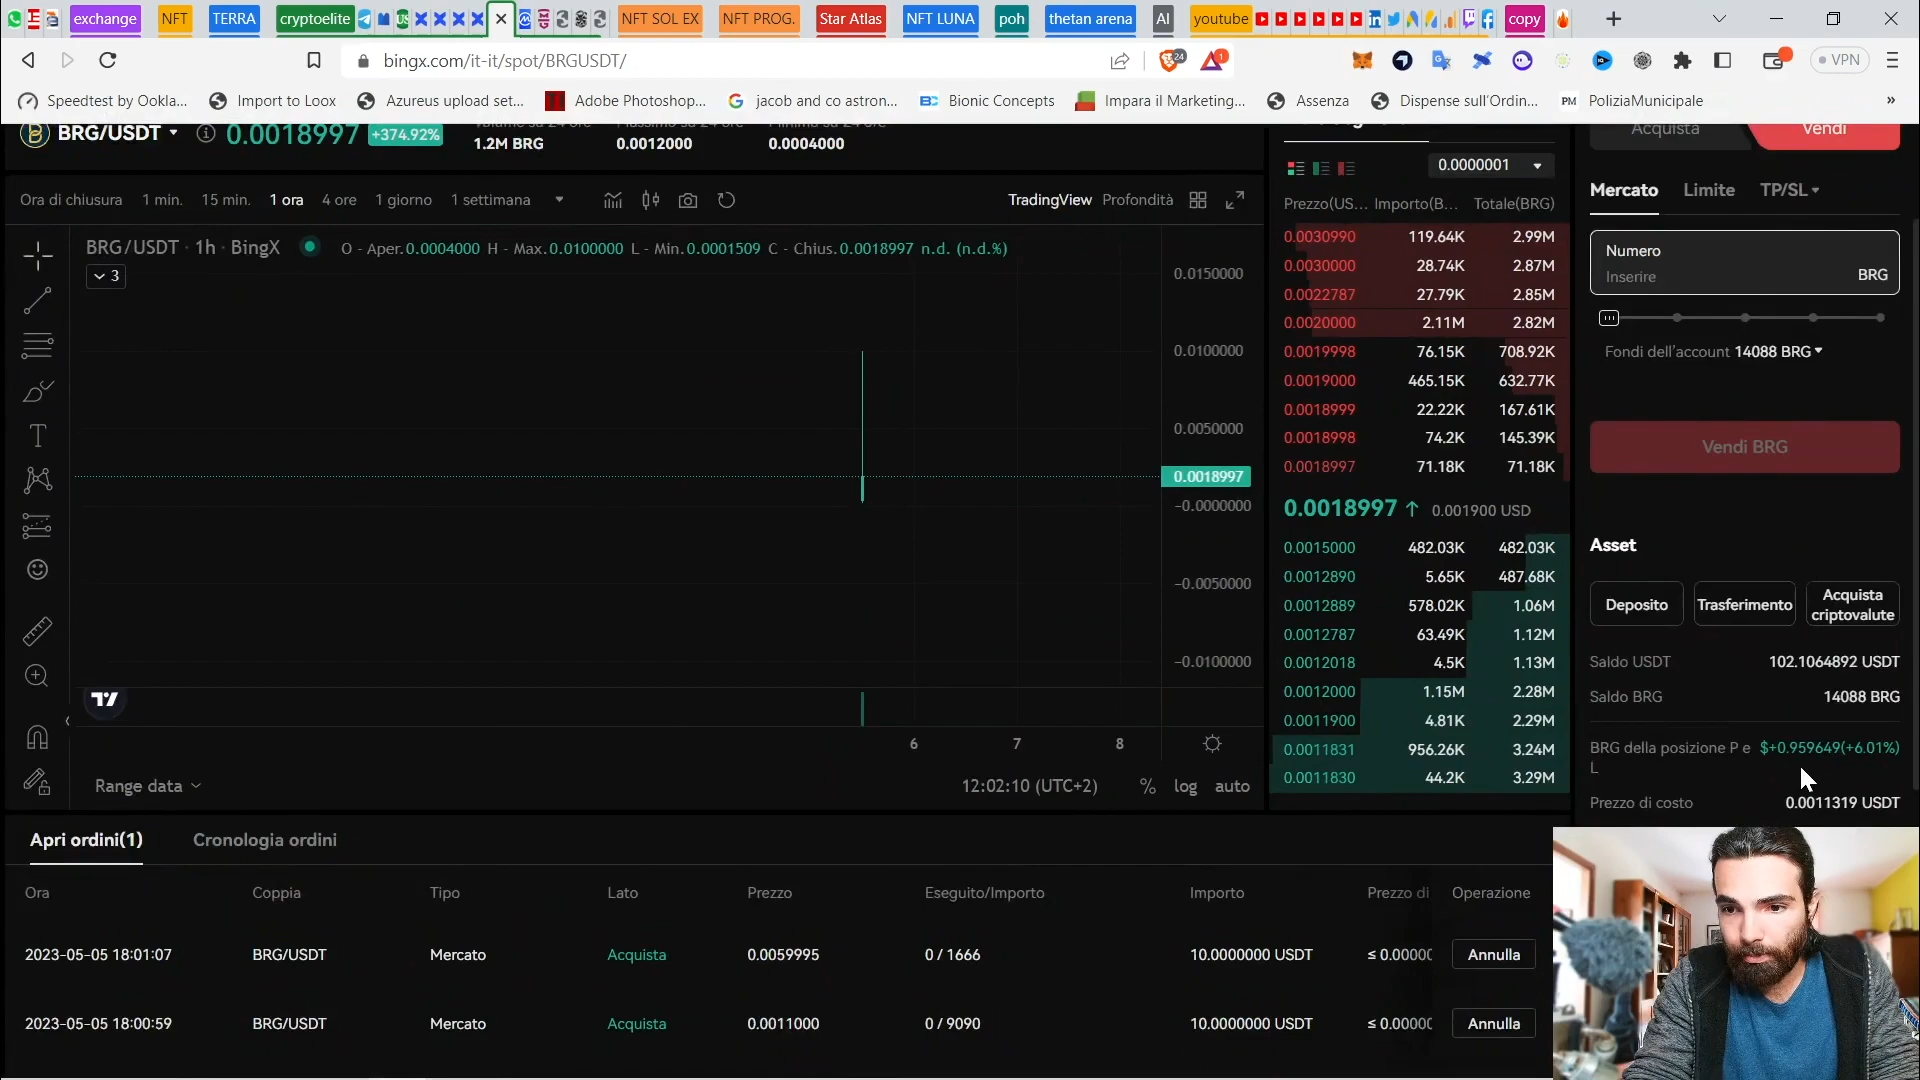 exchange
NFT
TERRA
cryptoelite
NFT SOL EX
NFT PROG.
Star Atlas
NFT LUNA
poh
thetan arena
AI
youtube
copy
bingx.com/it-it/spot/BRGUSDT/
24
1
VPN
Speedtest by Ookla...
Import to Loox
Azureus upload set...
Adobe Photoshop...
jacob and co astron...
Bionic Concepts
Impara il Marketing...
Assenza
Dispense sull'Ordin...
PM PoliziaMunicipale
»
BRG/USDT
0.0018997
+374.92%
1.2M BRG
0.0012000
0.0004000
Ora di chiusura
1 min.
15 min.
1 ora
4 ore
1 giorno
1 settimana
TradingView
Profondità
BRG/USDT · 1h · BingX
O - Aper.0.0004000 H - Max.0.0100000 L - Min.0.0001509 C - Chius.0.0018997 n.d. (n.d.%)
3
0.0150000
0.0100000
0.0050000
0.0018997
−0.0000000
−0.0050000
−0.0100000
6 7 8
Range data
12:02:10 (UTC+2)
%
log
auto
0.0000001
Prezzo(US... Importo(B... Totale(BRG)
0.0030990 119.64K 2.99M
0.0030000 28.74K 2.87M
0.0022787 27.79K 2.85M
0.0020000 2.11M 2.82M
0.0019998 76.15K 708.92K
0.0019000 465.15K 632.77K
0.0018999 22.22K 167.61K
0.0018998 74.2K 145.39K
0.0018997 71.18K 71.18K
0.0018997 ↑ 0.001900 USD
0.0015000 482.03K 482.03K
0.0012890 5.65K 487.68K
0.0012889 578.02K 1.06M
0.0012787 63.49K 1.12M
0.0012018 4.5K 1.13M
0.0012000 1.15M 2.28M
0.0011900 4.81K 2.29M
0.0011831 956.26K 3.24M
0.0011830 44.2K 3.29M
Acquista
Vendi
Mercato
Limite
TP/SL
Numero
Inserire
BRG
Fondi dell'account 14088 BRG
Vendi BRG
Asset
Deposito
Trasferimento
Acquista
criptovalute
Saldo USDT 102.1064892 USDT
Saldo BRG 14088 BRG
BRG della posizione P e $+0.959649(+6.01%)
L
Prezzo di costo 0.0011319 USDT
Apri ordini(1)
Cronologia ordini
Ora Coppia Tipo Lato Prezzo Eseguito/Importo Importo Prezzo di Operazione
2023-05-05 18:01:07 BRG/USDT Mercato Acquista 0.0059995 0 / 1666 10.0000000 USDT ≤ 0.0000 Annulla
2023-05-05 18:00:59 BRG/USDT Mercato Acquista 0.0011000 0 / 9090 10.0000000 USDT ≤ 0.0000 Annulla